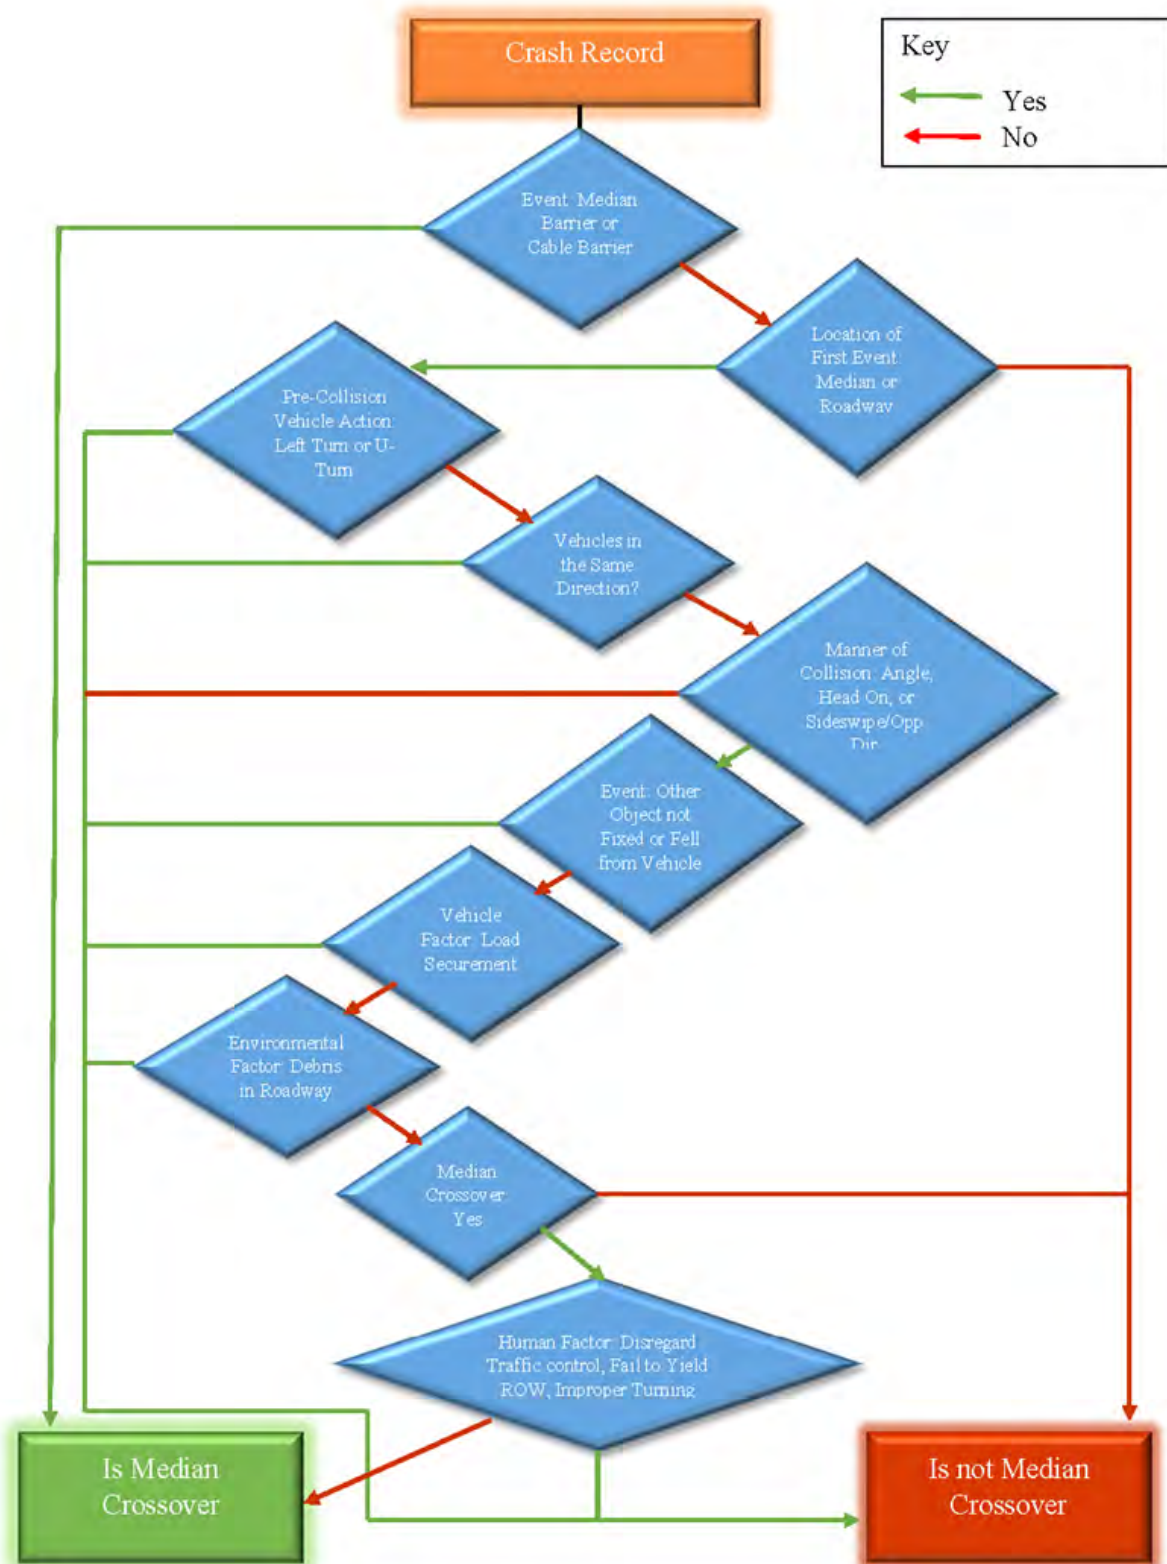 Crash Record
Key
Yes
No
Event: Median
Barrier or
Cable Barrier
Location of
First Event:
Median or
Roadway
Pre-Collision
Vehicle Action:
Left Turn or U-
Turn
Vehicles in
the Same
Direction?
Manner of
Collision: Angle,
Head On, or
Sideswipe/Opp
Dir
Event: Other
Object not
Fixed or Fell
from Vehicle
Vehicle
Factor: Load
Securement
Environmental
Factor: Debris
in Roadway
Median
Crossover
Yes
Human Factor: Disregard
Traffic control, Fail to Yield
ROW, Improper Turning
Is Median
Crossover
Is not Median
Crossover